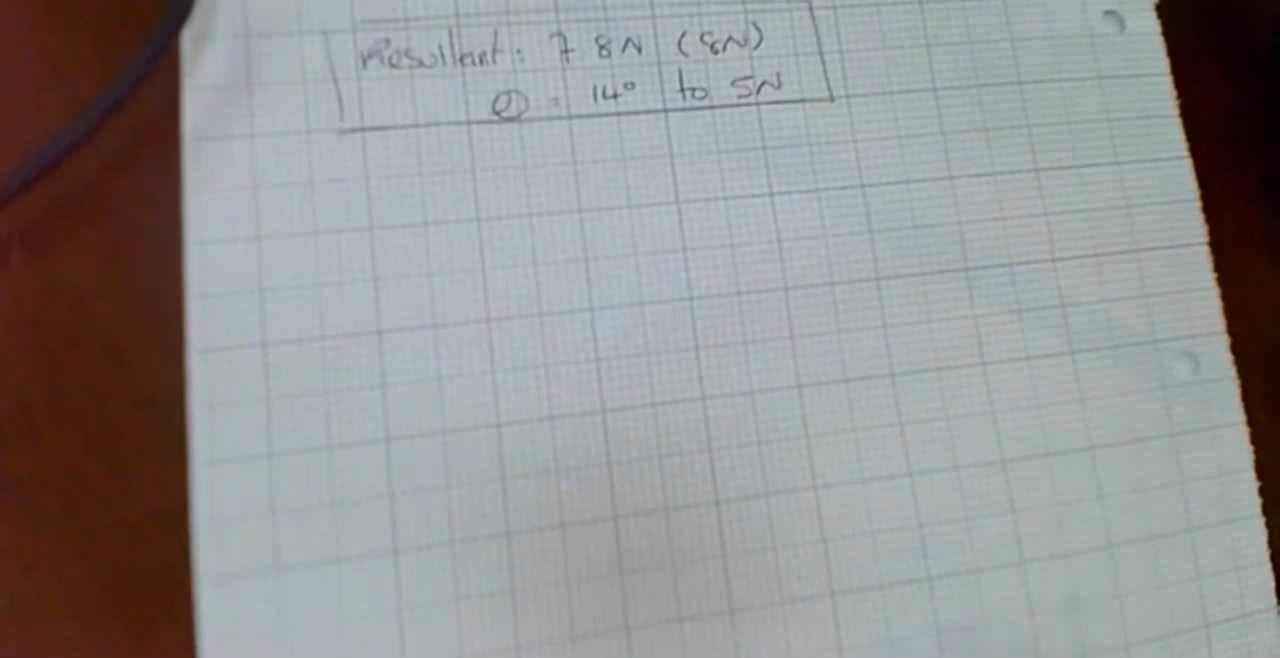 Resultant: 7.8N (8N)
θ = 14° to 5N